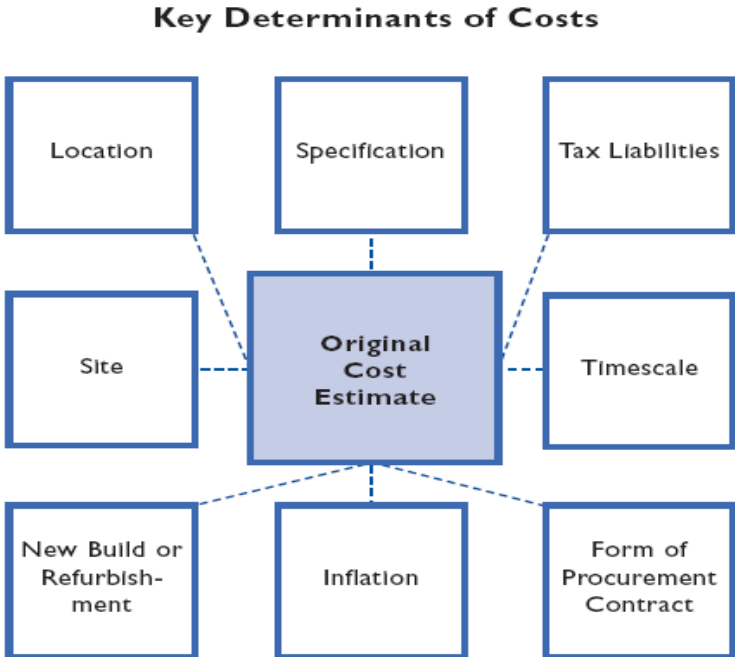 Key Determinants of Costs
Location
Specification
Tax Liabilities
Site
Original
Cost
Estimate
Timescale
New Build or
Refurbish-
ment
Inflation
Form of
Procurement
Contract